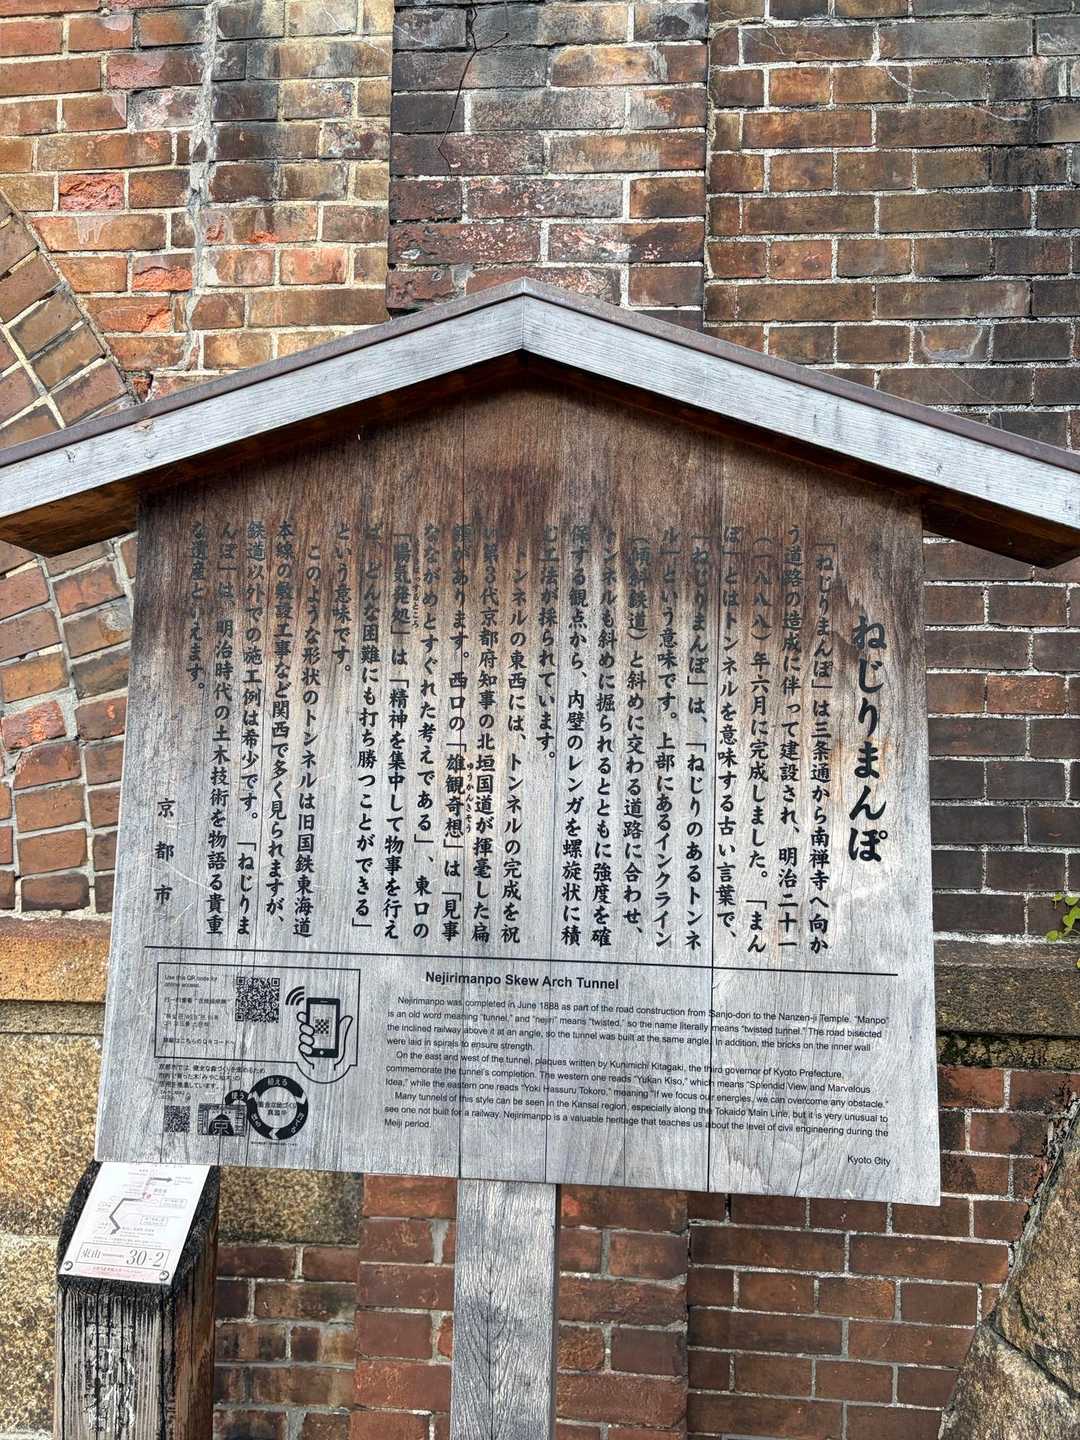 ねじりまんぽ
「ねじりまんぽ」は三条通から南禅寺へ向か
う道路の造成に伴って建設され、明治二十一
(一八八八)年六月に完成しました。「まん
ぽ」とはトンネルを意味する古い言葉で、
「ねじりまんぽ」は、「ねじりのあるトンネ
ル」という意味です。上部にあるインクライン
(傾斜鉄道)と斜めに交わる道路に合わせ、
トンネルも斜めに掘られるとともに強度を確
保する観点から、内壁のレンガを螺旋状に積
む工法が採られています。
トンネルの東西には、トンネルの完成を祝
い第3代京都府知事の北垣国道が揮毫した扁
額があります。西口の「雄観奇想」は「見事
ゆうかんきそう
なながめとすぐれた考えである」、東口の
「陽気発処」は「精神を集中して物事を行え
ば、どんな困難にも打ち勝つことができる」
という意味です。
このような形状のトンネルは旧国鉄東海道
本線の敷設工事など関西で多く見られますが、
鉄道以外での施工例は希少です。「ねじりま
んぽ」は、明治時代の土木技術を物語る貴重
な遺産といえます。
京都市
Nejirimanpo Skew Arch Tunnel
Nejirimanpo was completed in June 1888 as part of the road construction from Sanjo-dori to the Nanzen-ji Temple. "Manpo"
is an old word meaning "tunnel," and "nejiri" means "twisted," so the name literally means "twisted tunnel." The road bisected
the inclined railway above it at an angle, so the tunnel was built at the same angle. In addition, the bricks on the inner wall
were laid in spirals to ensure strength.
On the east and west of the tunnel, plaques written by Kunimichi Kitagaki, the third governor of Kyoto Prefecture,
commemorate the tunnel's completion. The western one reads "Yukan Kiso," which means "Splendid View and Marvelous
Idea," while the eastern one reads "Yoki Hassuru Tokoro," meaning "If we focus our energies, we can overcome any obstacle."
Many tunnels of this style can be seen in the Kansai region, especially along the Tokaido Main Line, but it is very unusual to
see one not built for a railway. Nejirimanpo is a valuable heritage that teaches us about the level of civil engineering during the
Meiji period.
Kyoto City
Use this QR code for
online access.
詳細はこちらのQRコードへ
東山
30-2